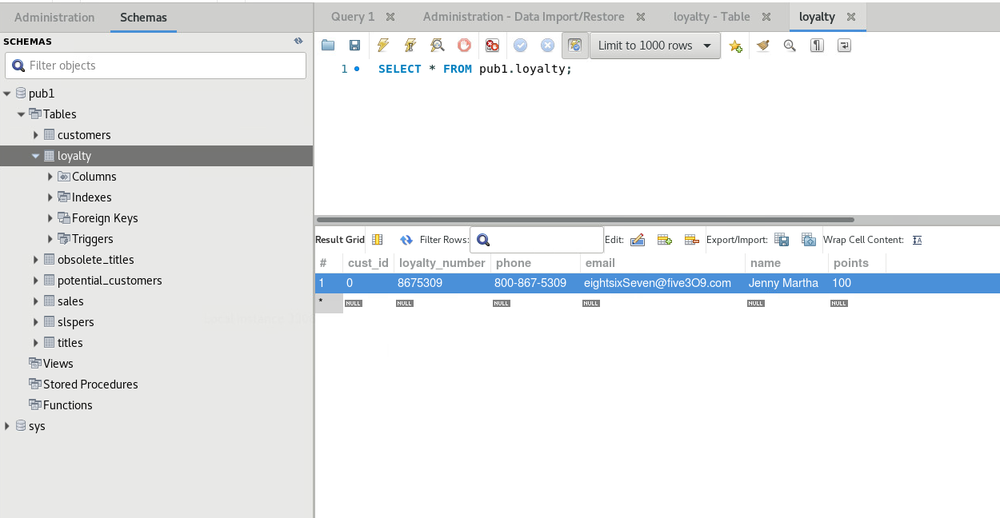 Administration Schemas
SCHEMAS
Filter objects
pub1
Tables
customers
loyalty
Columns
Indexes
Foreign Keys
Triggers
obsolete_titles
potential_customers
sales
slspers
titles
Views
Stored Procedures
Functions
sys
Query 1 Administration - Data Import/Restore loyalty - Table loyalty
Limit to 1000 rows
1 SELECT * FROM pub1.loyalty;
Result Grid Filter Rows: Edit: Export/Import: Wrap Cell Content:
# cust_id loyalty_number phone email name points
1 0 8675309 800-867-5309 eightsixSeven@five3O9.com Jenny Martha 100
* NULL NULL NULL NULL NULL NULL